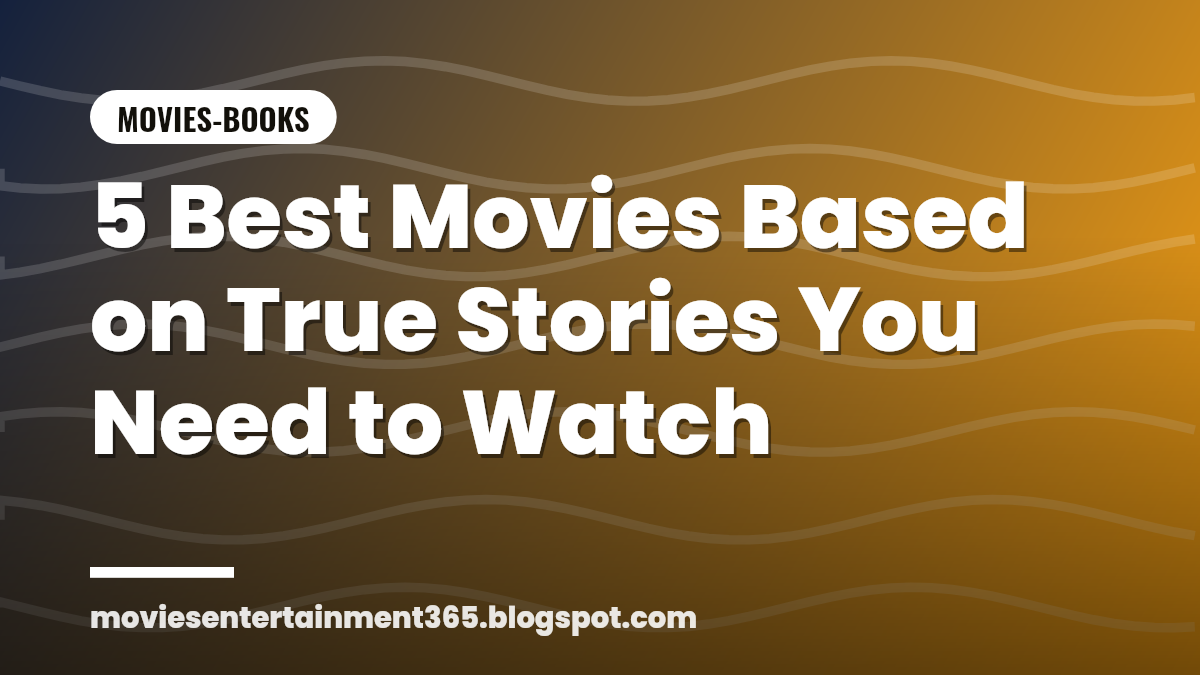 MOVIES-BOOKS
5 Best Movies Based
on True Stories You
Need to Watch
moviesentertainment365.blogspot.com